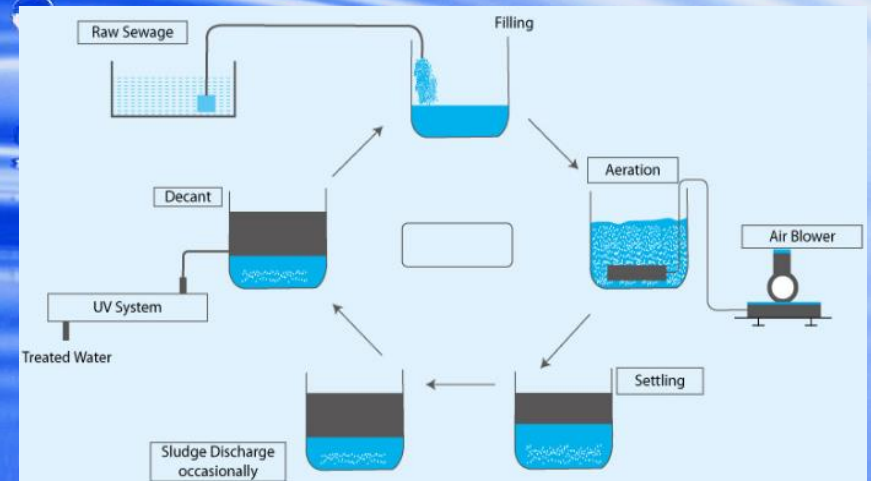 Raw Sewage
Filling
Aeration
Air Blower
Decant
UV System
Treated Water
Settling
Sludge Discharge
occasionally